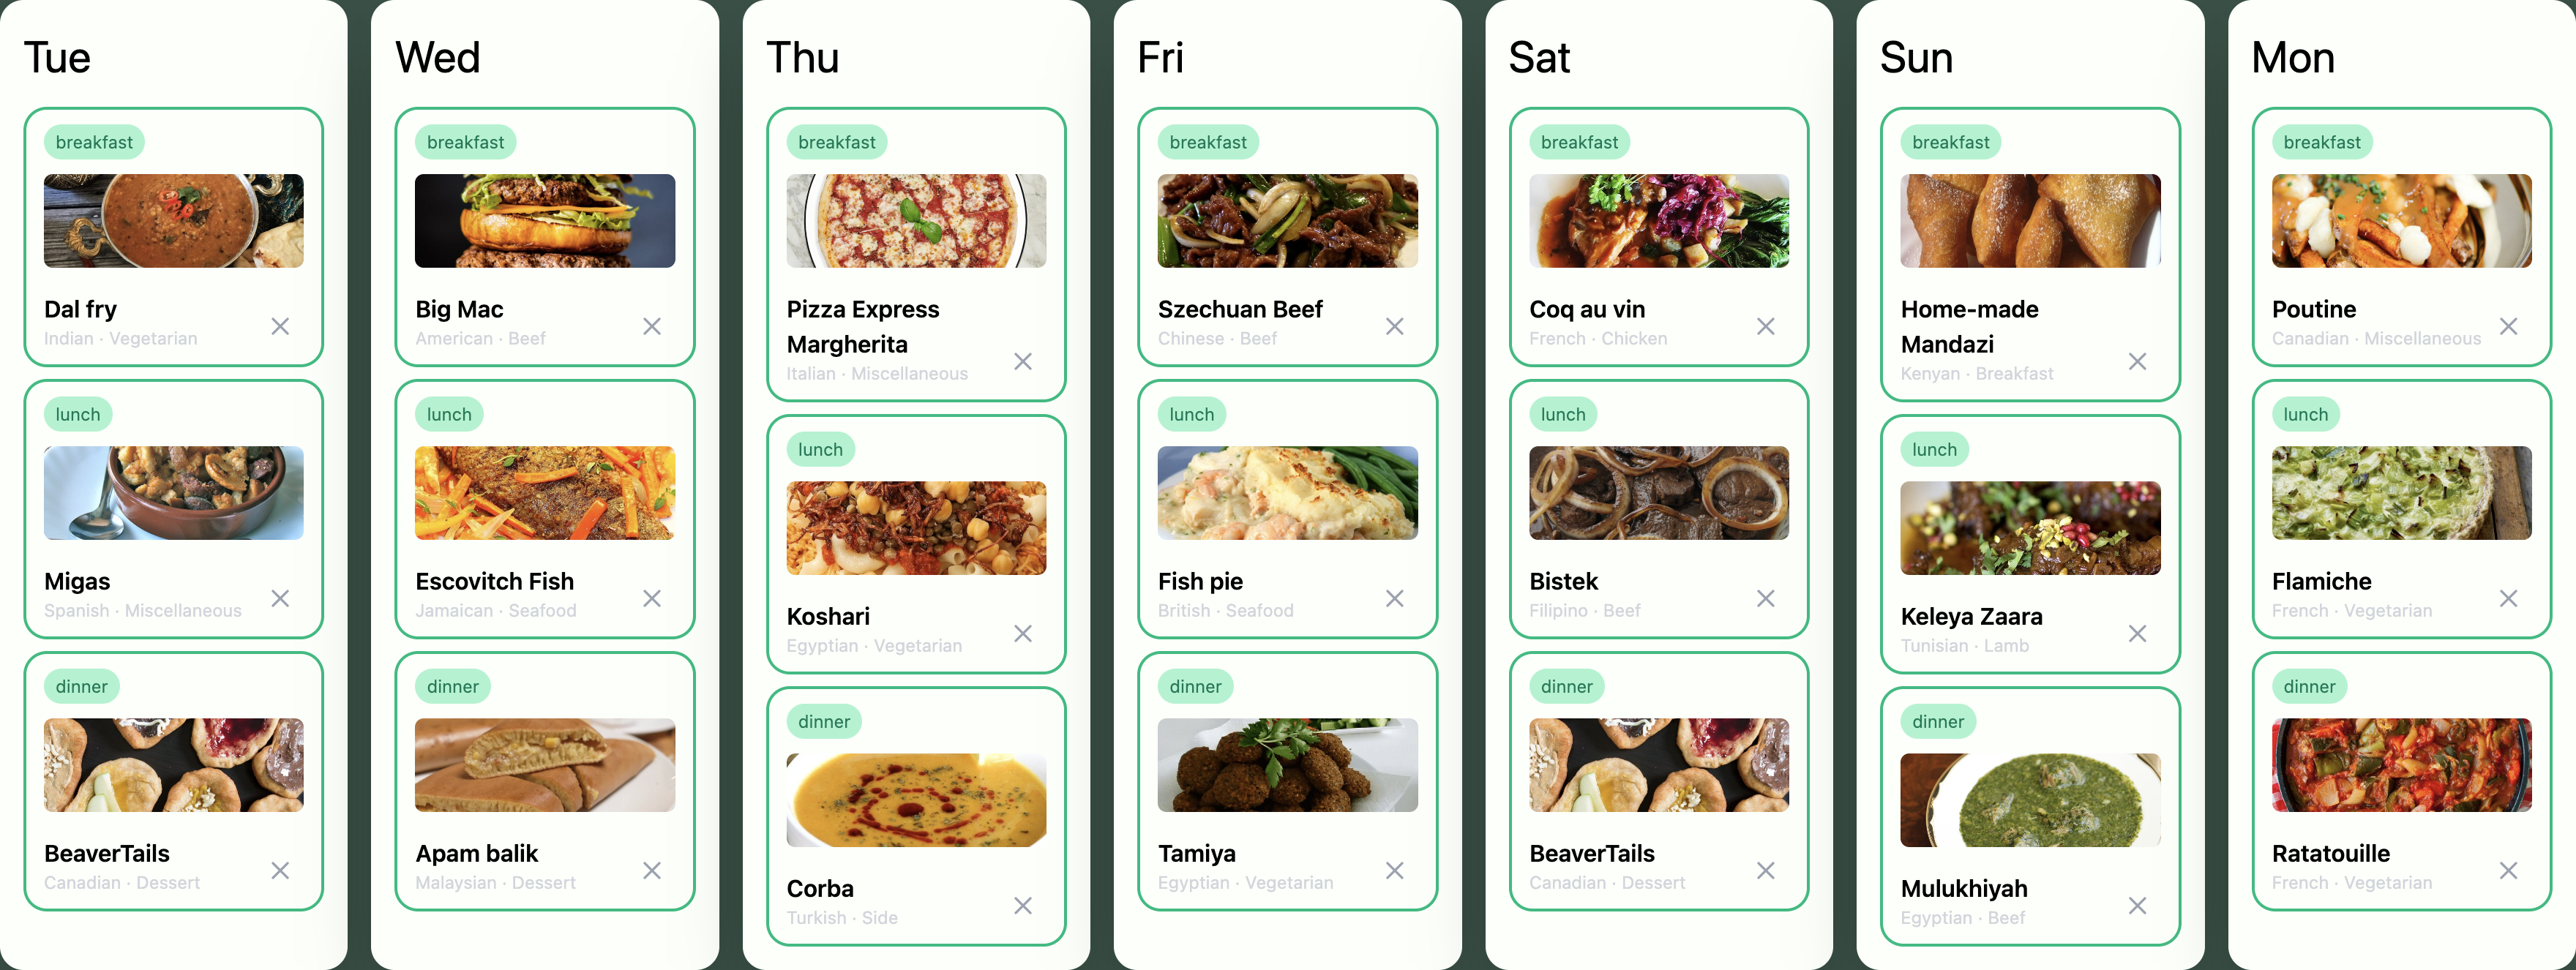 Tue
breakfast
Dal fry
Indian · Vegetarian
lunch
Migas
Spanish · Miscellaneous
dinner
BeaverTails
Canadian · Dessert
Wed
breakfast
Big Mac
American · Beef
lunch
Escovitch Fish
Jamaican · Seafood
dinner
Apam balik
Malaysian · Dessert
Thu
breakfast
Pizza Express
Margherita
Italian · Miscellaneous
lunch
Koshari
Egyptian · Vegetarian
dinner
Corba
Turkish · Side
Fri
breakfast
Szechuan Beef
Chinese · Beef
lunch
Fish pie
British · Seafood
dinner
Tamiya
Egyptian · Vegetarian
Sat
breakfast
Coq au vin
French · Chicken
lunch
Bistek
Filipino · Beef
dinner
BeaverTails
Canadian · Dessert
Sun
breakfast
Home-made
Mandazi
Kenyan · Breakfast
lunch
Keleya Zaara
Tunisian · Lamb
dinner
Mulukhiyah
Egyptian · Beef
Mon
breakfast
Poutine
Canadian · Miscellaneous
lunch
Flamiche
French · Vegetarian
dinner
Ratatouille
French · Vegetarian